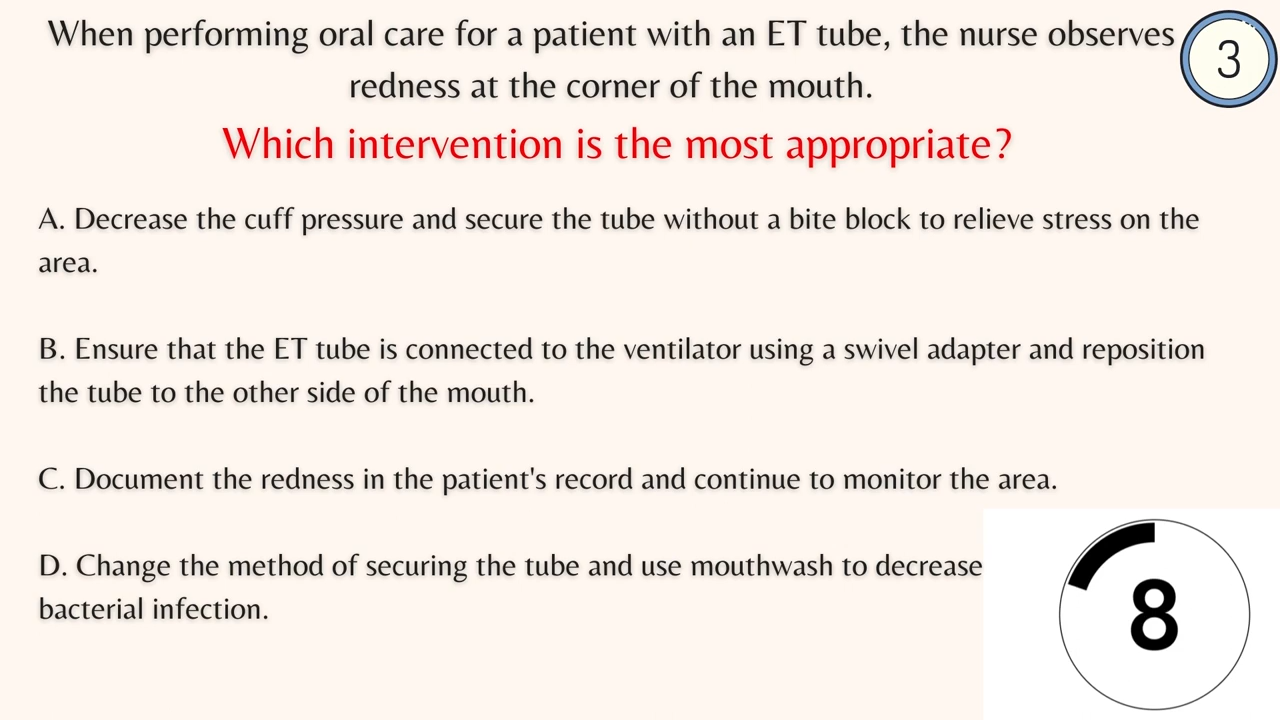 When performing oral care for a patient with an ET tube, the nurse observes
3
redness at the corner of the mouth.
Which intervention is the most appropriate?
A. Decrease the cuff pressure and secure the tube without a bite block to relieve stress on the
area.
B. Ensure that the ET tube is connected to the ventilator using a swivel adapter and reposition
the tube to the other side of the mouth.
C. Document the redness in the patient's record and continue to monitor the area.
D. Change the method of securing the tube and use mouthwash to decrease
bacterial infection.
8